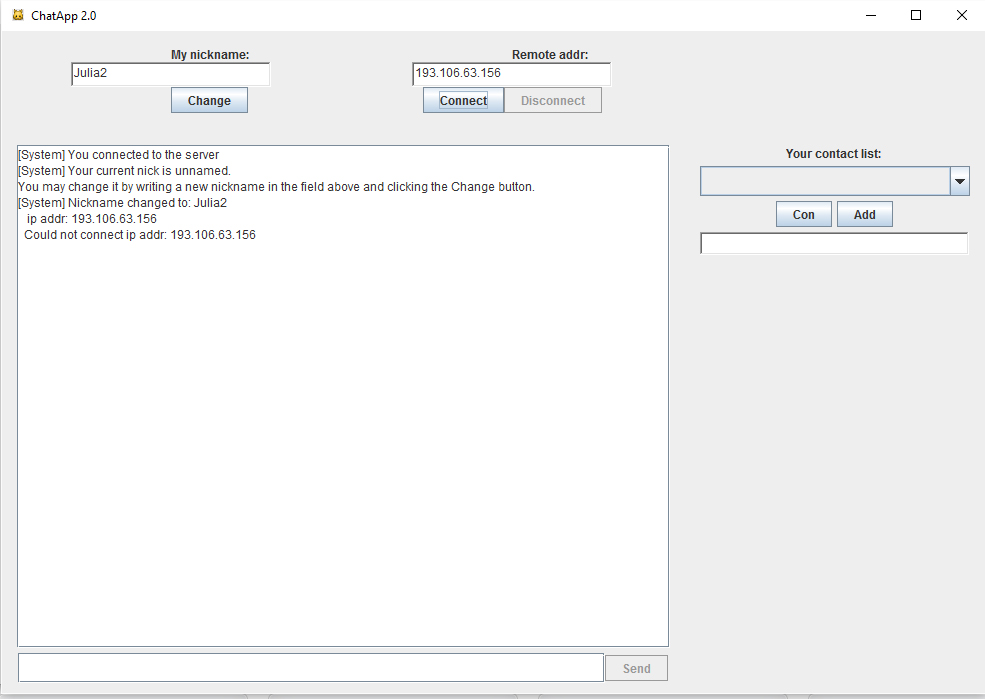 ChatApp 2.0
My nickname:
Remote addr:
Julia2
193.106.63.156
Change
Connect
Disconnect
[System] You connected to the server
[System] Your current nick is unnamed.
You may change it by writing a new nickname in the field above and clicking the Change button.
[System] Nickname changed to: Julia2
ip addr: 193.106.63.156
Could not connect ip addr: 193.106.63.156
Your contact list:
Con
Add
Send